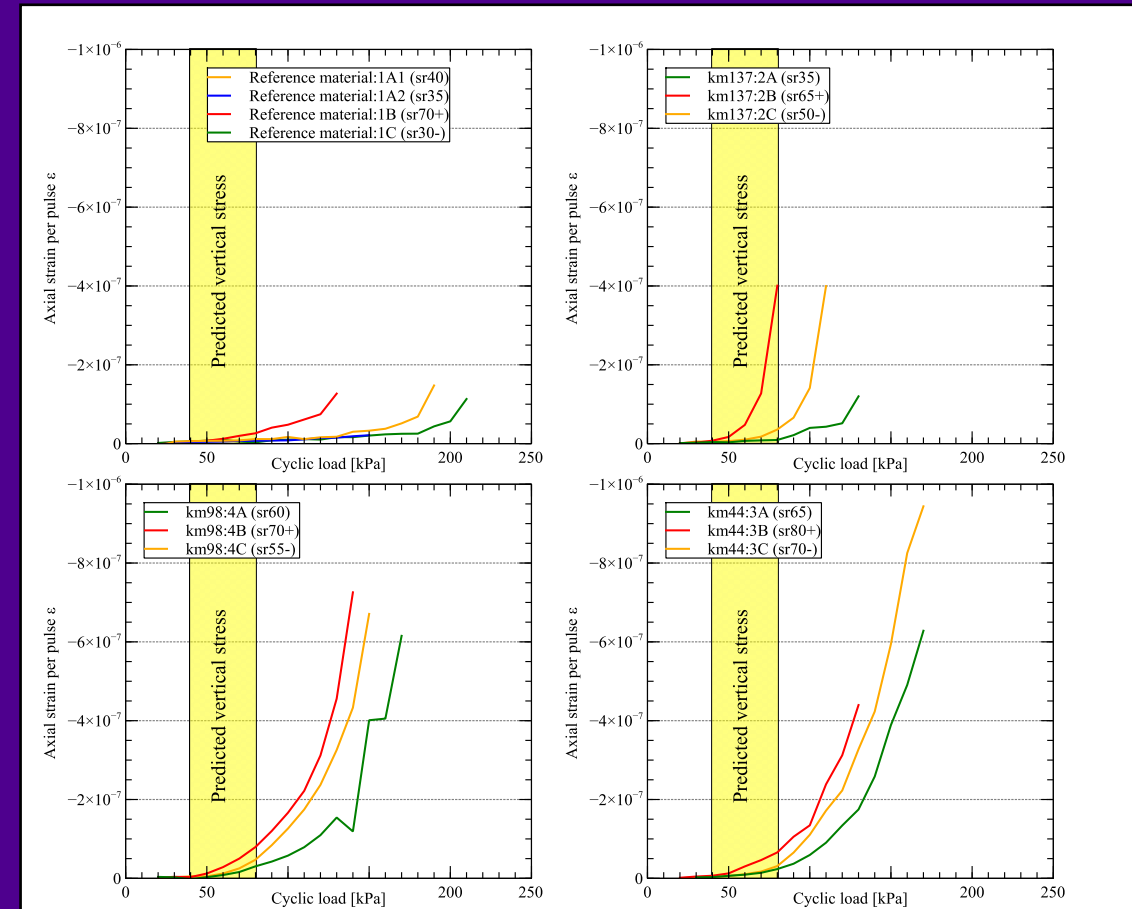 −1×10⁻⁶
−8×10⁻⁷
−6×10⁻⁷
−4×10⁻⁷
−2×10⁻⁷
0
Axial strain per pulse ε
Reference material:1A1 (sr40)
Reference material:1A2 (sr35)
Reference material:1B (sr70+)
Reference material:1C (sr30-)
Predicted vertical stress
0 50 200 250
Cyclic load [kPa]
−1×10⁻⁶
−8×10⁻⁷
−6×10⁻⁷
−4×10⁻⁷
−2×10⁻⁷
0
Axial strain per pulse ε
km137:2A (sr35)
km137:2B (sr65+)
km137:2C (sr50-)
Predicted vertical stress
0 50 200 250
Cyclic load [kPa]
−1×10⁻⁶
−8×10⁻⁷
−6×10⁻⁷
−4×10⁻⁷
−2×10⁻⁷
0
Axial strain per pulse ε
km98:4A (sr60)
km98:4B (sr70+)
km98:4C (sr55-)
Predicted vertical stress
0 50 200 250
Cyclic load [kPa]
−1×10⁻⁶
−8×10⁻⁷
−6×10⁻⁷
−4×10⁻⁷
−2×10⁻⁷
0
Axial strain per pulse ε
km44:3A (sr65)
km44:3B (sr80+)
km44:3C (sr70-)
Predicted vertical stress
0 50 200 250
Cyclic load [kPa]